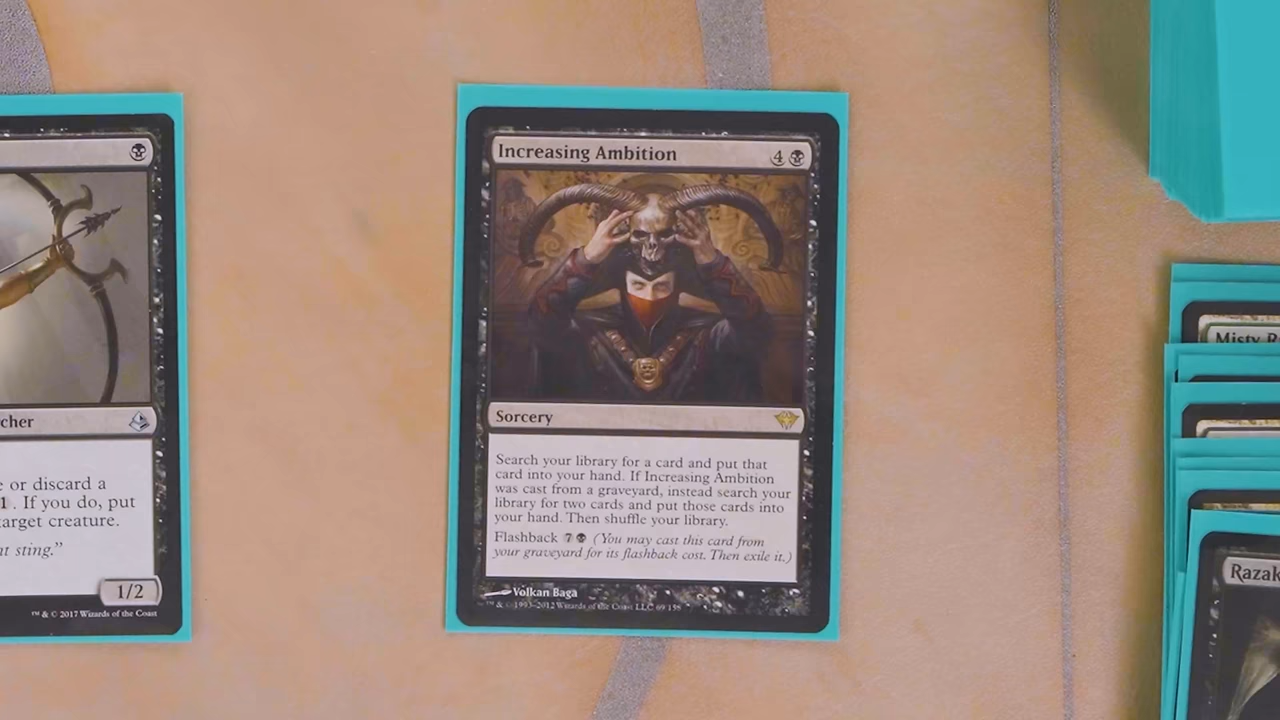 cher
e or discard a
1. If you do, put
target creature.
nt sting.”
1/2
™ & © 2017 Wizards of the Coast
Increasing Ambition
4
Sorcery
Search your library for a card and put that
card into your hand. If Increasing Ambition
was cast from a graveyard, instead search your
library for two cards and put those cards into
your hand. Then shuffle your library.
Flashback 7 (You may cast this card from
your graveyard for its flashback cost. Then exile it.)
Volkan Baga
™ & © 1993–2012 Wizards of the Coast LLC 69/158
Misty R
Razak